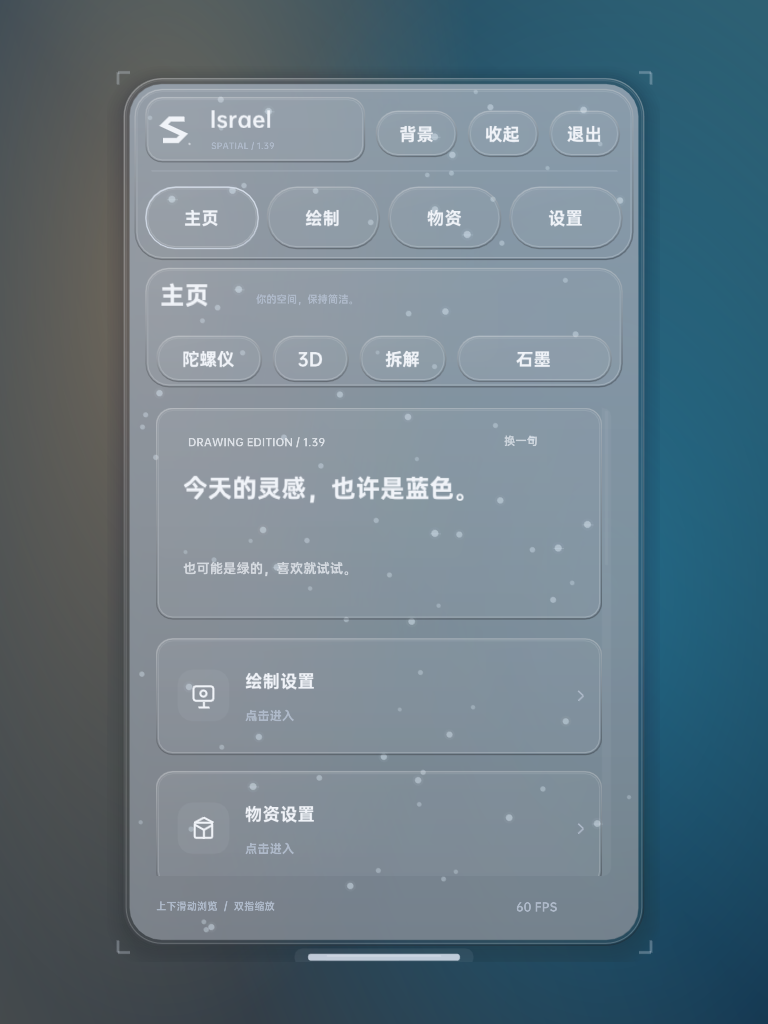 Israel
SPATIAL / 1.39
背景
收起
退出
主页
绘制
物资
设置
主页
你的空间，保持简洁。
陀螺仪
3D
拆解
石墨
DRAWING EDITION / 1.39
换一句
今天的灵感，也许是蓝色。
也可能是绿的，喜欢就试试。
绘制设置
点击进入
物资设置
点击进入
上下滑动浏览 / 双指缩放
60 FPS